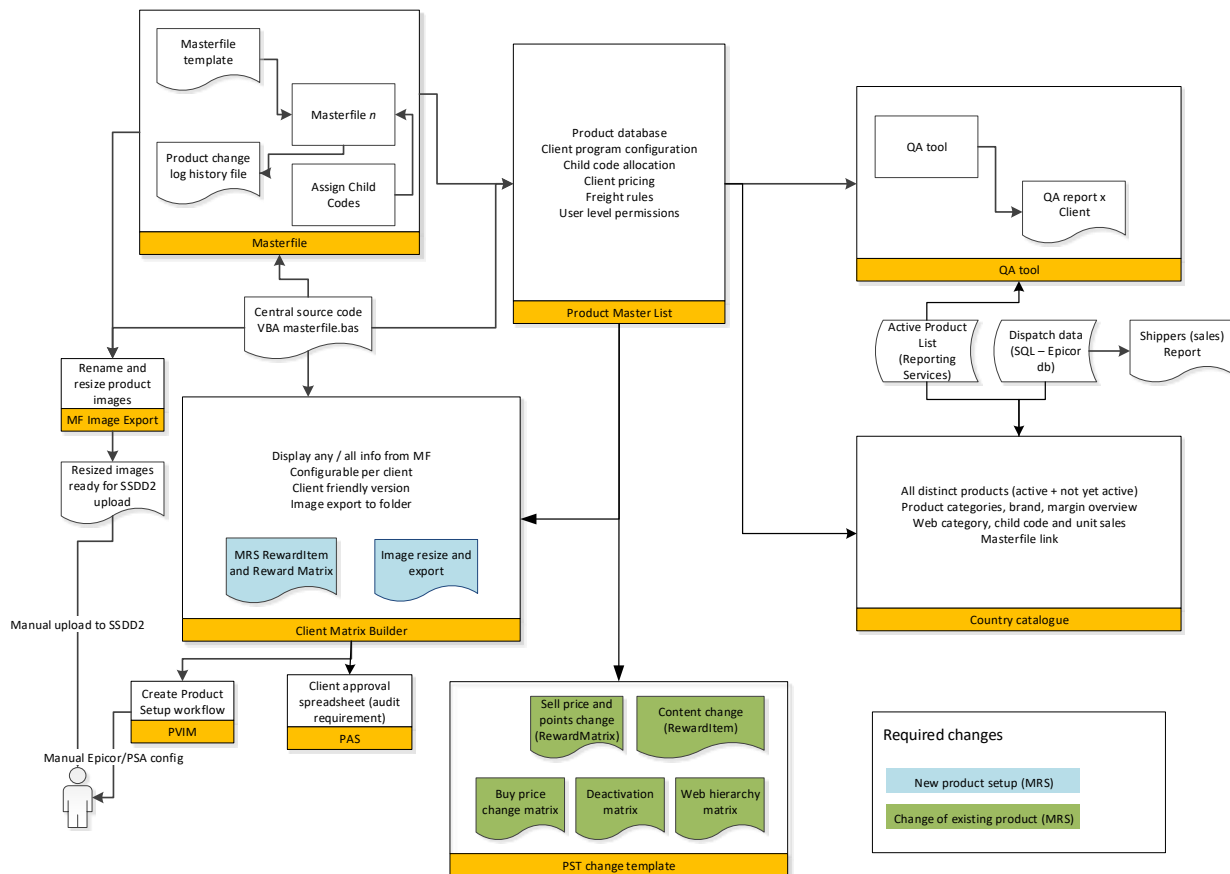 Masterfile
template
Masterfile n
Product change
log history file
Assign Child
Codes
Masterfile
Product database
Client program configuration
Child code allocation
Client pricing
Freight rules
User level permissions
Product Master List
QA tool
QA report x
Client
QA tool
Central source code
VBA masterfile.bas
Active Product
List
(Reporting
Services)
Dispatch data
(SQL – Epicor
db)
Shippers (sales)
Report
Rename and
resize product
images
MF Image Export
Resized images
ready for SSDD2
upload
Display any / all info from MF
Configurable per client
Client friendly version
Image export to folder
MRS RewardItem
and Reward Matrix
Image resize and
export
Client Matrix Builder
All distinct products (active + not yet active)
Product categories, brand, margin overview
Web category, child code and unit sales
Masterfile link
Country catalogue
Manual upload to SSDD2
Create Product
Setup workflow
PVIM
Client approval
spreadsheet (audit
requirement)
PAS
Manual Epicor/PSA config
Sell price and
points change
(RewardMatrix)
Content change
(RewardItem)
Buy price
change matrix
Deactivation
matrix
Web hierarchy
matrix
PST change template
Required changes
New product setup (MRS)
Change of existing product (MRS)